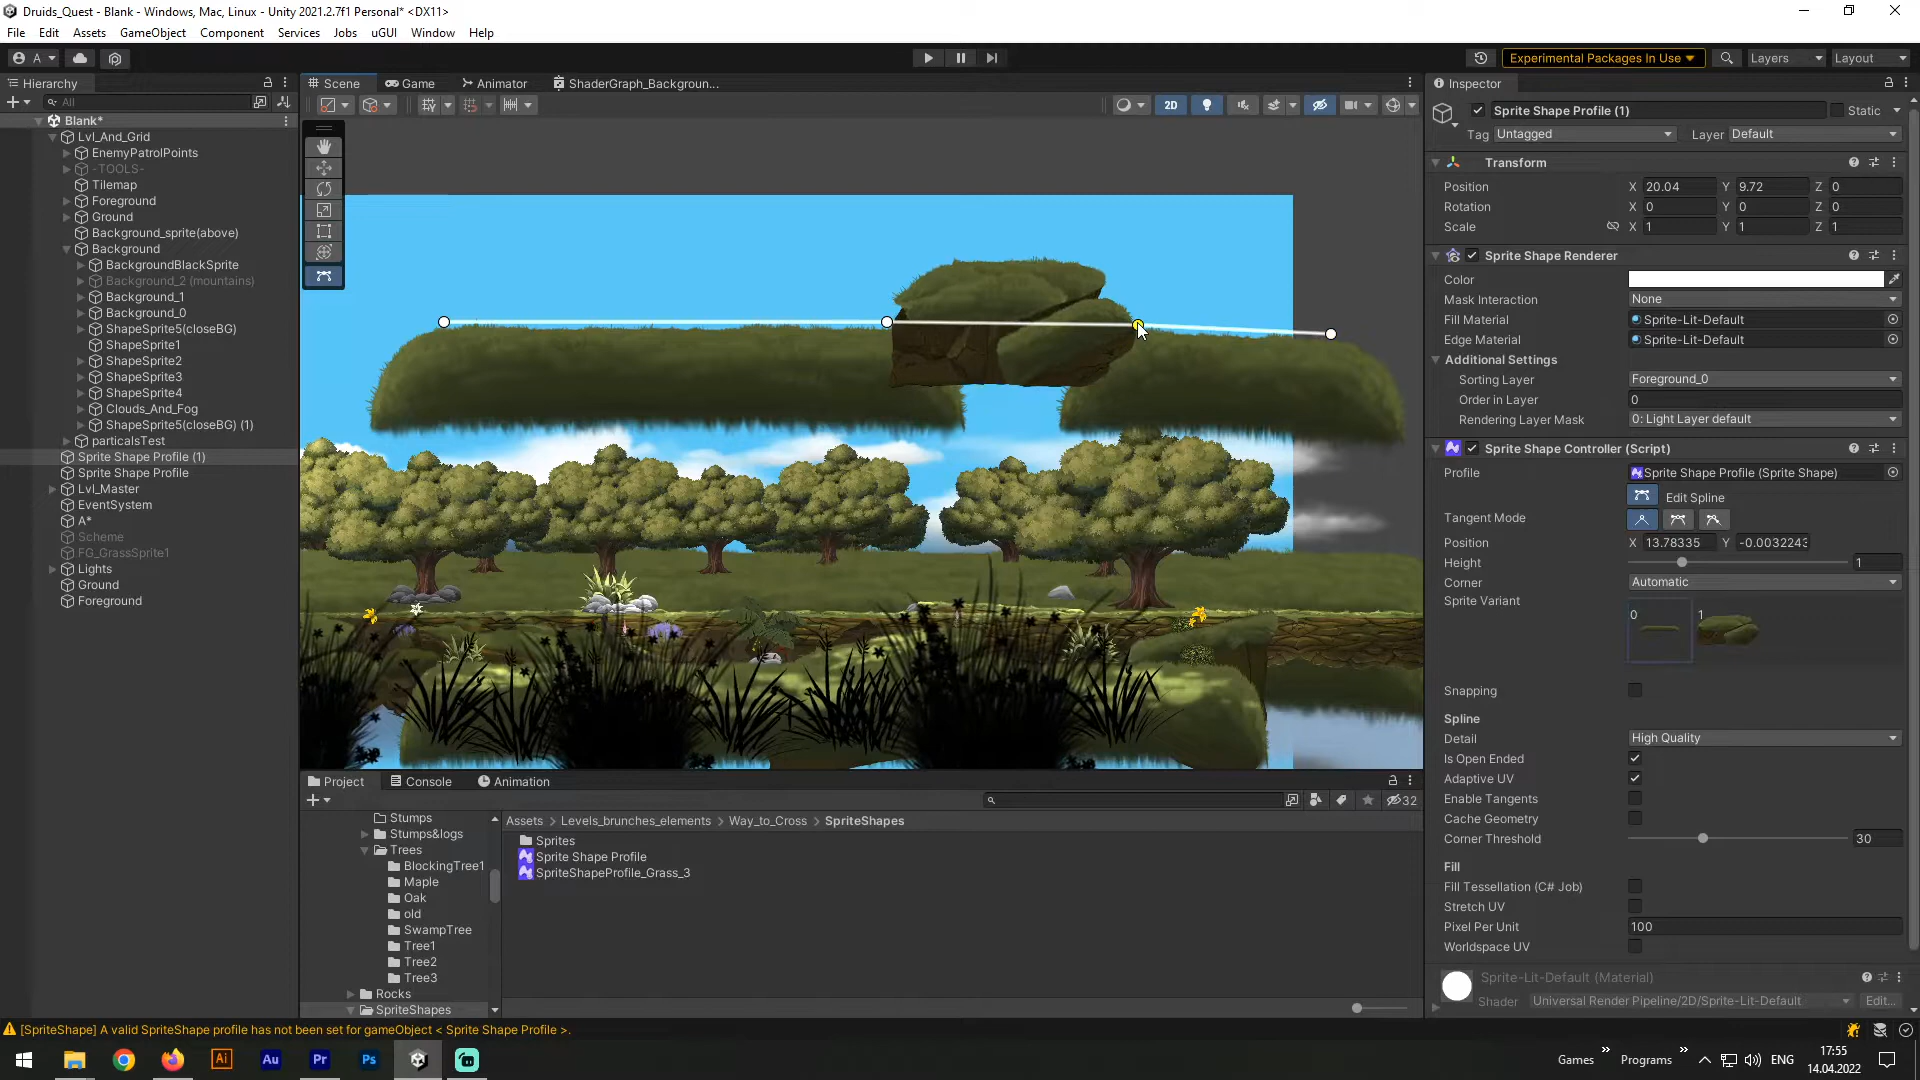 Druids_Quest - Blank - Windows, Mac, Linux - Unity 2021.2.7f1 Personal* <DX11>
File Edit Assets GameObject Component Services Jobs uGUI Window Help
A Experimental Packages In Use Layers Layout
Hierarchy Scene Game Animator ShaderGraph_Backgroun... Inspector
All 2D Sprite Shape Profile (1) Static
Blank* Tag Untagged Layer Default
Lvl_And_Grid
EnemyPatrolPoints
-TOOLS-
Tilemap
Foreground
Ground
Background_sprite(above)
Background
BackgroundBlackSprite
Background_2 (mountains)
Background_1
Background_0
ShapeSprite5(closeBG)
ShapeSprite1
ShapeSprite2
ShapeSprite3
ShapeSprite4
Clouds_And_Fog
ShapeSprite5(closeBG) (1)
particalsTest
Sprite Shape Profile (1)
Sprite Shape Profile
Lvl_Master
EventSystem
A*
Scheme
FG_GrassSprite1
Lights
Ground
Foreground
Transform
Position X 20.04 Y 9.72 Z 0
Rotation X 0 Y 0 Z 0
Scale X 1 Y 1 Z 1
Sprite Shape Renderer
Color
Mask Interaction None
Fill Material Sprite-Lit-Default
Edge Material Sprite-Lit-Default
Additional Settings
Sorting Layer Foreground_0
Order in Layer 0
Rendering Layer Mask 0: Light Layer default
Sprite Shape Controller (Script)
Profile Sprite Shape Profile (Sprite Shape)
Edit Spline
Tangent Mode
Position X 13.78335 Y -0.0032243
Height 1
Corner Automatic
Sprite Variant
0 1
Snapping
Spline
Detail High Quality
Is Open Ended
Adaptive UV
Enable Tangents
Cache Geometry
Corner Threshold 30
Fill
Fill Tessellation (C# Job)
Stretch UV
Pixel Per Unit 100
Worldspace UV
Sprite-Lit-Default (Material)
Shader Universal Render Pipeline/2D/Sprite-Lit-Default Edit...
Project Console Animation
32
Stumps
Stumps&logs
Trees
BlockingTree1
Maple
Oak
old
SwampTree
Tree1
Tree2
Tree3
Rocks
SpriteShapes
Assets > Levels_brunches_elements > Way_to_Cross > SpriteShapes
Sprites
Sprite Shape Profile
SpriteShapeProfile_Grass_3
[SpriteShape] A valid SpriteShape profile has not been set for gameObject < Sprite Shape Profile >.
Ai Au Pr Ps Games » Programs » ENG 17:55
14.04.2022